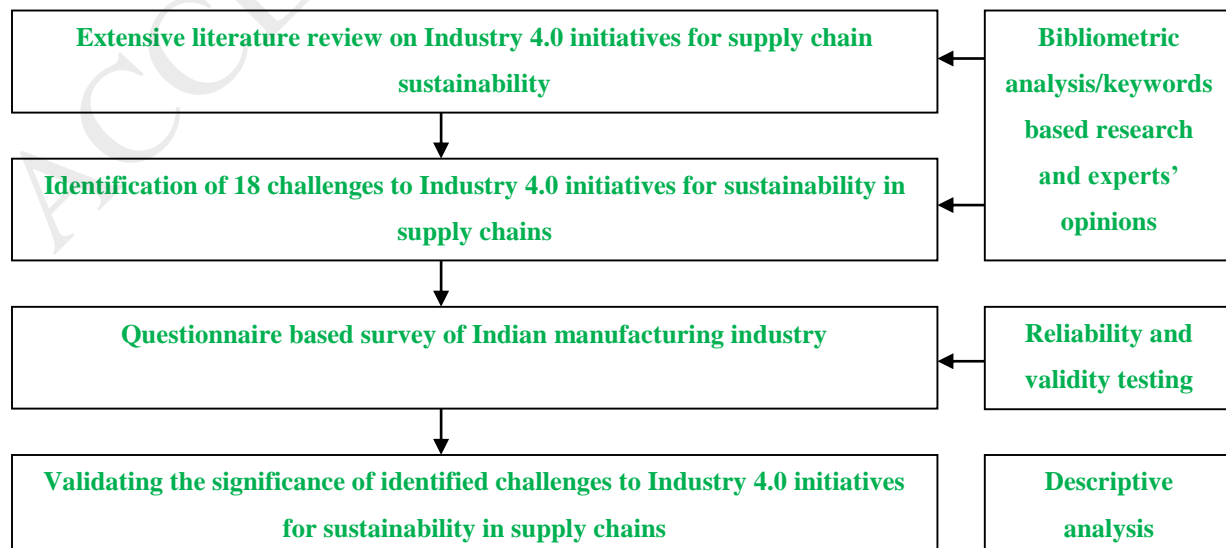 Extensive literature review on Industry 4.0 initiatives for supply chain
sustainability
Bibliometric
analysis/keywords
based research
and experts’
opinions
Identification of 18 challenges to Industry 4.0 initiatives for sustainability in
supply chains
Questionnaire based survey of Indian manufacturing industry
Reliability and
validity testing
Validating the significance of identified challenges to Industry 4.0 initiatives
for sustainability in supply chains
Descriptive
analysis
ACC